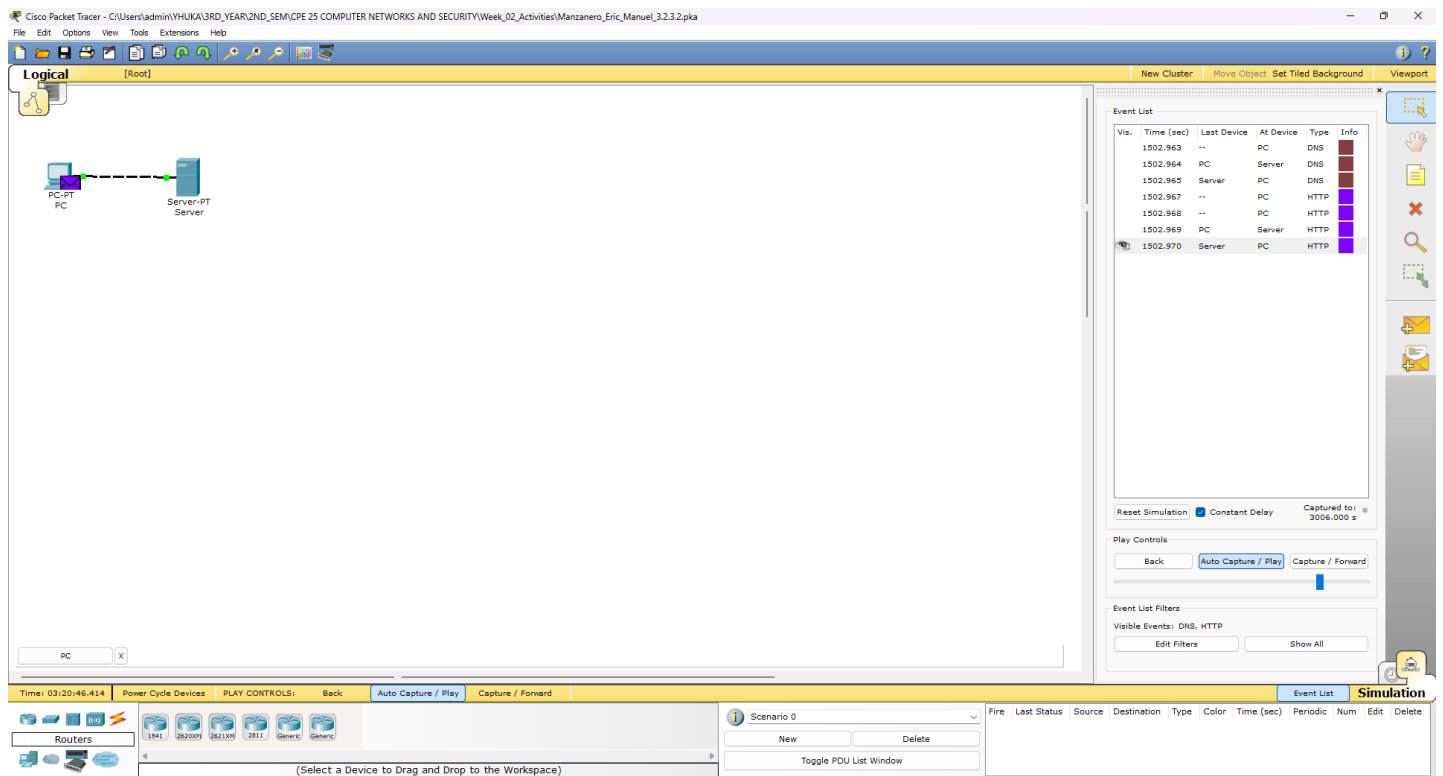 Cisco Packet Tracer - C:\Users\admin\YHUKA\3RD_YEAR\2ND_SEM\CPE 25 COMPUTER NETWORKS AND SECURITY\Week_02_Activities\Manzanero_Eric_Manuel_3.2.3.2.pka
File Edit Options View Tools Extensions Help
Logical [Root] New Cluster Move Object Set Tiled Background Viewport
PC-PT
PC
Server-PT
Server
Event List
Vis. Time (sec) Last Device At Device Type Info
1502.963 -- PC DNS
1502.964 PC Server DNS
1502.965 Server PC DNS
1502.967 -- PC HTTP
1502.968 -- PC HTTP
1502.969 PC Server HTTP
1502.970 Server PC HTTP
Reset Simulation Constant Delay Captured to: *
3006.000 s
Play Controls
Back Auto Capture / Play Capture / Forward
Event List Filters
Visible Events: DNS, HTTP
Edit Filters Show All
PC X
Time: 03:20:46.414 Power Cycle Devices PLAY CONTROLS: Back Auto Capture / Play Capture / Forward Event List Simulation
Routers
1841 2620XM 2621XM 2811 Generic Generic
(Select a Device to Drag and Drop to the Workspace)
Scenario 0
New Delete
Toggle PDU List Window
Fire Last Status Source Destination Type Color Time (sec) Periodic Num Edit Delete